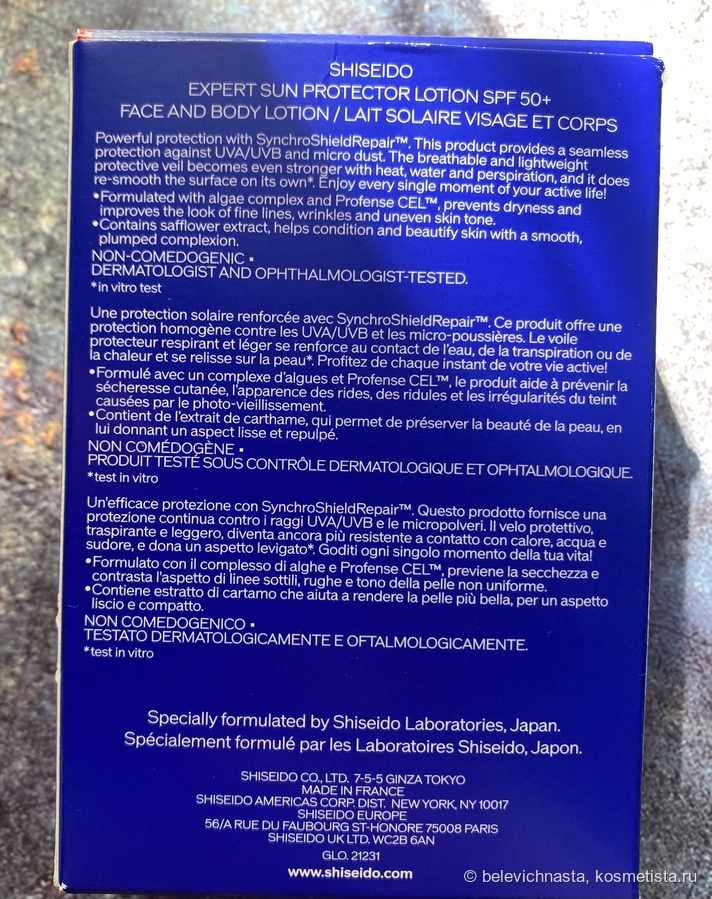 SHISEIDO
EXPERT SUN PROTECTOR LOTION SPF 50+
FACE AND BODY LOTION / LAIT SOLAIRE VISAGE ET CORPS
Powerful protection with SynchroShieldRepair™. This product provides a seamless
protection against UVA/UVB and micro dust. The breathable and lightweight
protective veil becomes even stronger with heat, water and perspiration, and it does
re-smooth the surface on its own*. Enjoy every single moment of your active life!
•Formulated with algae complex and Profense CEL™, prevents dryness and
improves the look of fine lines, wrinkles and uneven skin tone.
•Contains safflower extract, helps condition and beautify skin with a smooth,
plumped complexion.
NON-COMEDOGENIC ▪
DERMATOLOGIST AND OPHTHALMOLOGIST-TESTED.
*in vitro test
Une protection solaire renforcée avec SynchroShieldRepair™. Ce produit offre une
protection homogène contre les UVA/UVB et les micro-poussières. Le voile
protecteur respirant et léger se renforce au contact de l'eau, de la transpiration ou de
la chaleur et se relisse sur la peau*. Profitez de chaque instant de votre vie active!
•Formulé avec un complexe d'algues et Profense CEL™, le produit aide à prévenir la
sécheresse cutanée, l'apparence des rides, des ridules et les irrégularités du teint
causées par le photo-vieillissement.
•Contient de l'extrait de carthame, qui permet de préserver la beauté de la peau, en
lui donnant un aspect lisse et repulpé.
NON COMÉDOGÈNE ▪
PRODUIT TESTÉ SOUS CONTRÔLE DERMATOLOGIQUE ET OPHTALMOLOGIQUE.
*test in vitro
Un'efficace protezione con SynchroShieldRepair™. Questo prodotto fornisce una
protezione continua contro i raggi UVA/UVB e le micropolveri. Il velo protettivo,
traspirante e leggero, diventa ancora più resistente a contatto con calore, acqua e
sudore, e dona un aspetto levigato*. Goditi ogni singolo momento della tua vita!
•Formulato con il complesso di alghe e Profense CEL™, previene la secchezza e
contrasta l'aspetto di linee sottili, rughe e tono della pelle non uniforme.
•Contiene estratto di cartamo che aiuta a rendere la pelle più bella, per un aspetto
liscio e compatto.
NON COMEDOGENICO ▪
TESTATO DERMATOLOGICAMENTE E OFTALMOLOGICAMENTE.
*test in vitro
Specially formulated by Shiseido Laboratories, Japan.
Spécialement formulé par les Laboratoires Shiseido, Japon.
SHISEIDO CO., LTD. 7-5-5 GINZA TOKYO
MADE IN FRANCE
SHISEIDO AMERICAS CORP. DIST. NEW YORK, NY 10017
SHISEIDO EUROPE
56/A RUE DU FAUBOURG ST-HONORE 75008 PARIS
SHISEIDO UK LTD. WC2B 6AN
GLO. 21231
www.shiseido.com
© belevichnasta, kosmetista.ru